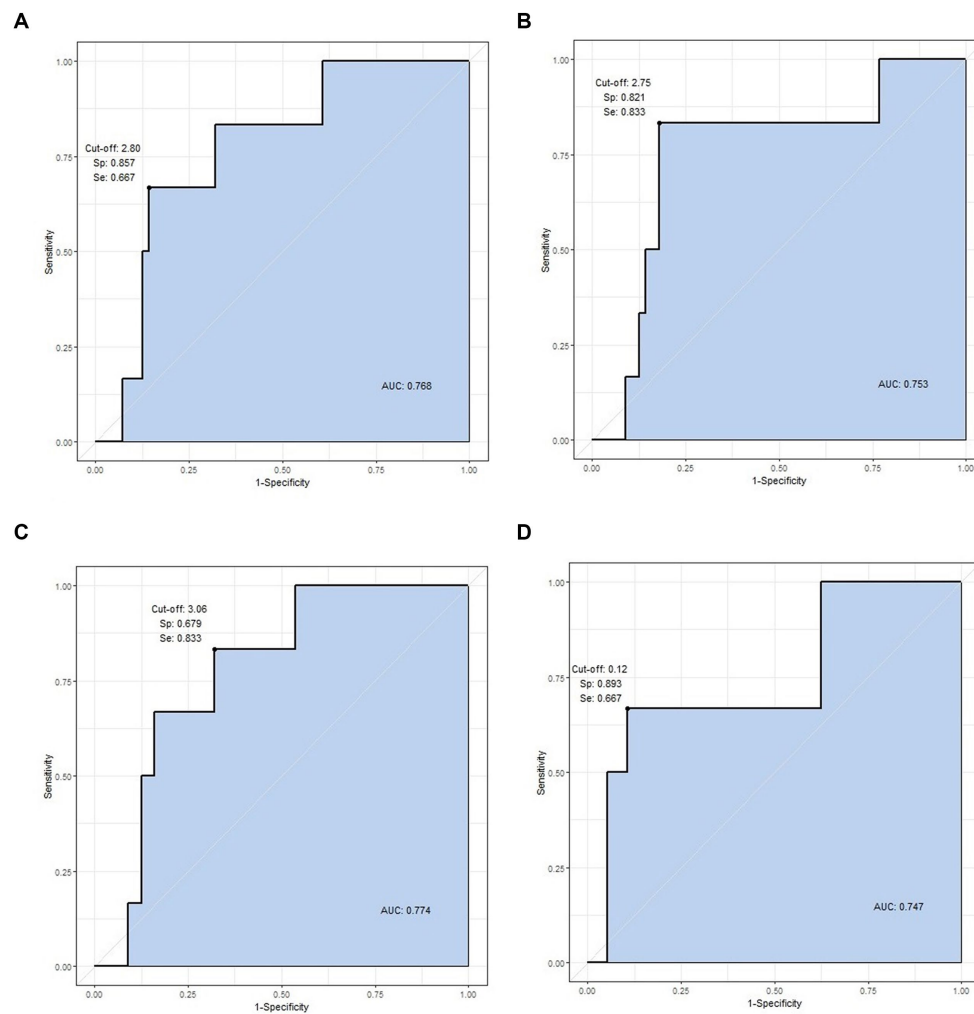 A
1.00
0.75
0.50
0.25
0.00
Sensitivity
Cut-off: 2.80
Sp: 0.857
Se: 0.667
AUC: 0.768
0.00 0.25 0.50 0.75 1.00
1-Specificity
B
1.00
0.75
0.50
0.25
0.00
Sensitivity
Cut-off: 2.75
Sp: 0.821
Se: 0.833
AUC: 0.753
0.00 0.25 0.50 0.75 1.00
1-Specificity
C
1.00
0.75
0.50
0.25
0.00
Sensitivity
Cut-off: 3.06
Sp: 0.679
Se: 0.833
AUC: 0.774
0.00 0.25 0.50 0.75 1.00
1-Specificity
D
1.00
0.75
0.50
0.25
0.00
Sensitivity
Cut-off: 0.12
Sp: 0.893
Se: 0.667
AUC: 0.747
0.00 0.25 0.50 0.75 1.00
1-Specificity